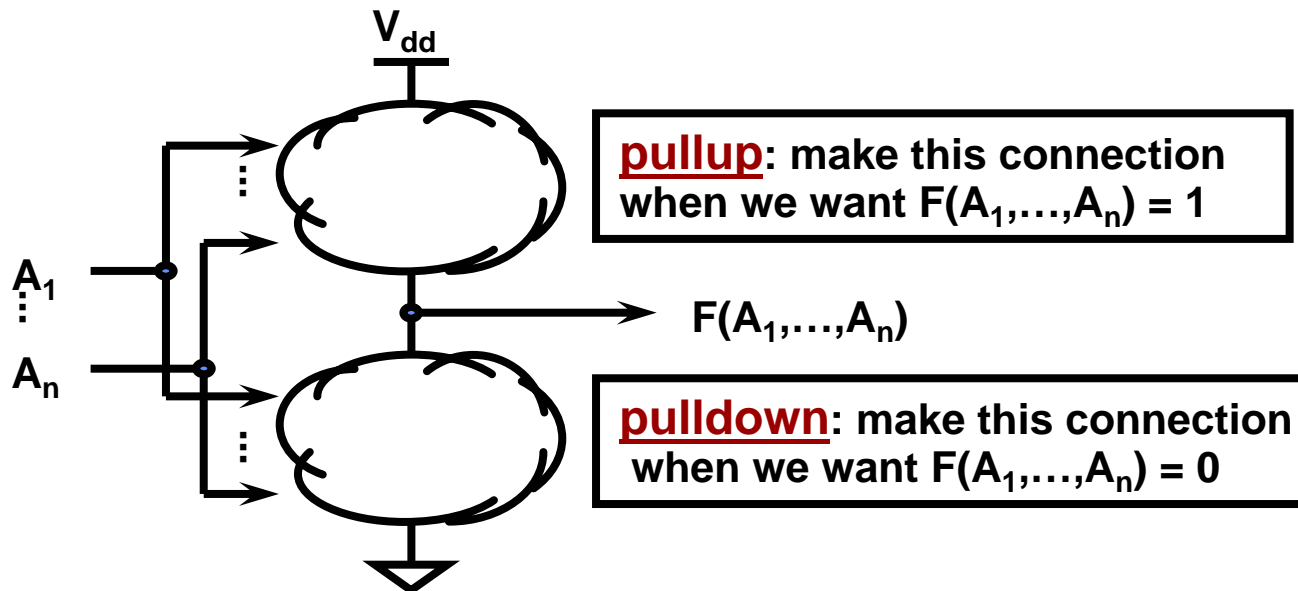 Vdd
pullup: make this connection
when we want F(A1,…,An) = 1
A1
⋮
F(A1,…,An)
An
pulldown: make this connection
when we want F(A1,…,An) = 0